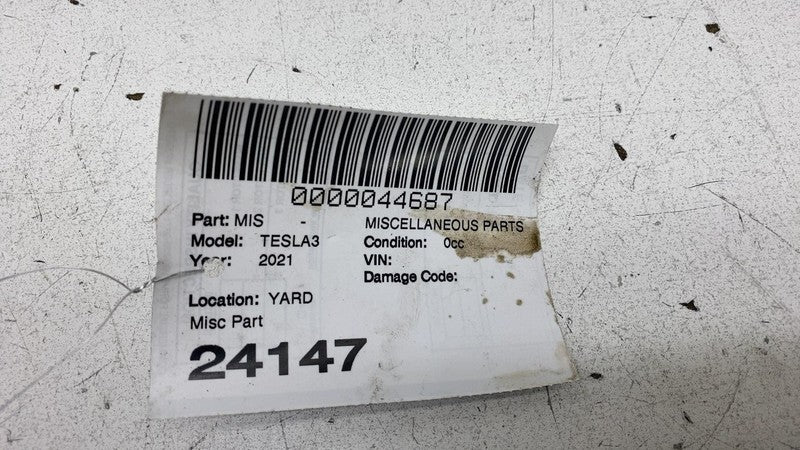 0000044687
Part: MIS - MISCELLANEOUS PARTS
Model: TESLA3 Condition: 0cc
Year: 2021 VIN:
Damage Code:
Location: YARD
Misc Part
24147